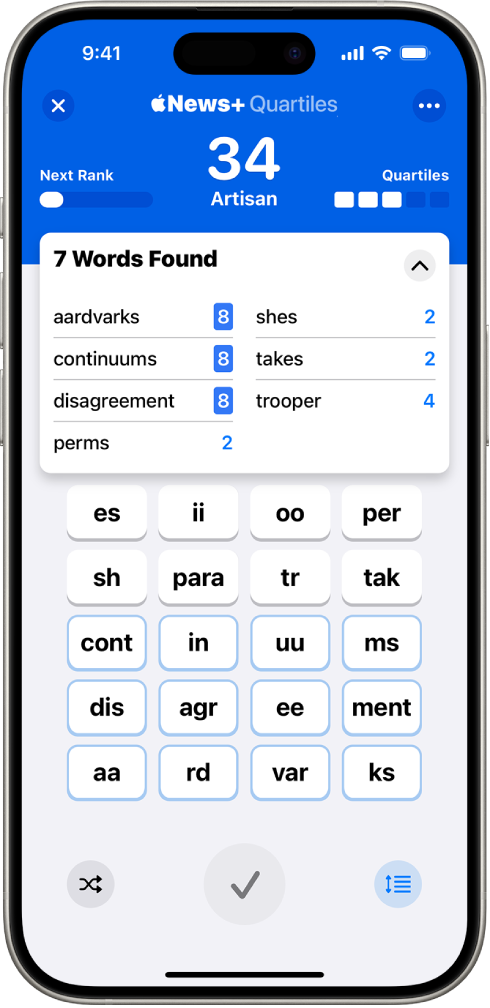 9:41
News+ Quartiles
34
Next Rank
Quartiles
Artisan
7 Words Found
aardvarks 8
shes 2
continuums 8
takes 2
disagreement 8
trooper 4
perms 2
es ii oo per
sh para tr tak
cont in uu ms
dis agr ee ment
aa rd var ks